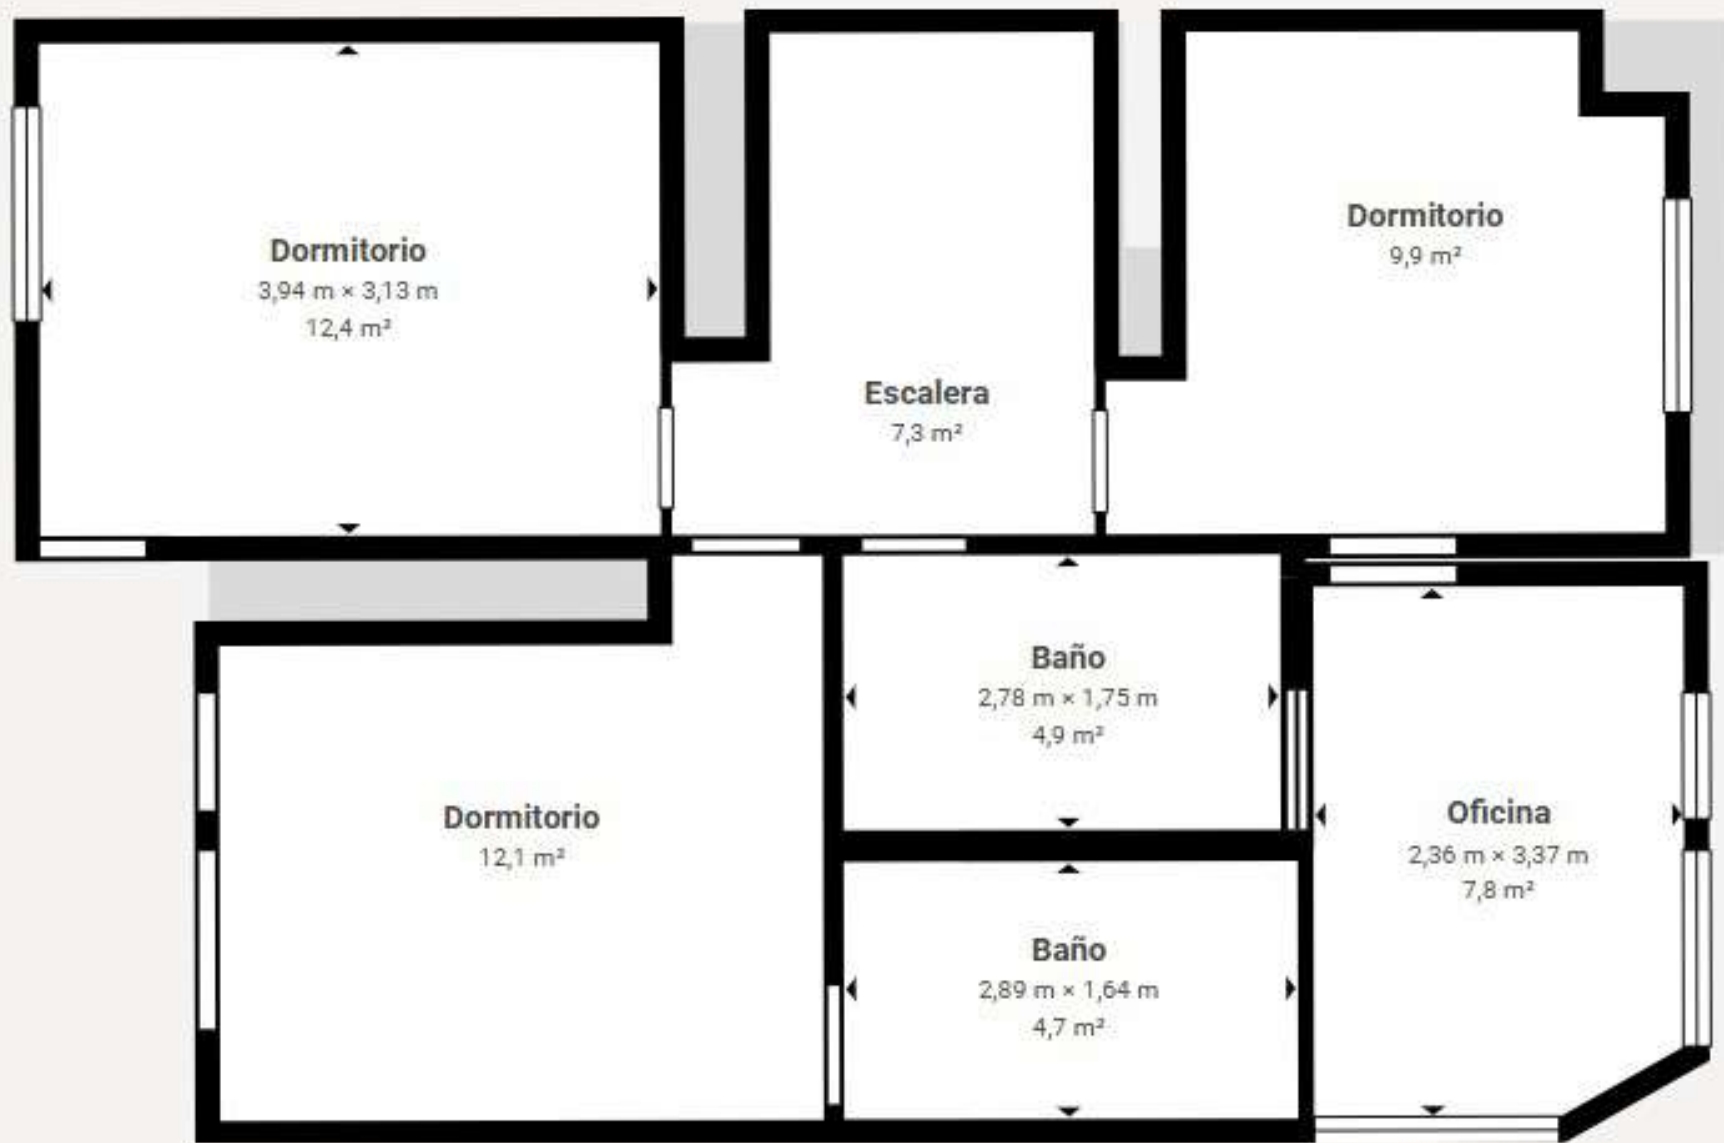 Dormitorio
3,94 m × 3,13 m
12,4 m²
Escalera
7,3 m²
Dormitorio
9,9 m²
Dormitorio
12,1 m²
Baño
2,78 m × 1,75 m
4,9 m²
Baño
2,89 m × 1,64 m
4,7 m²
Oficina
2,36 m × 3,37 m
7,8 m²